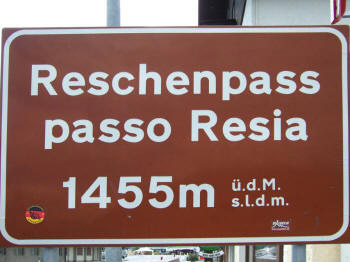 Reschenpass
passo Resia
1455m ü.d.M.
s.l.d.m.